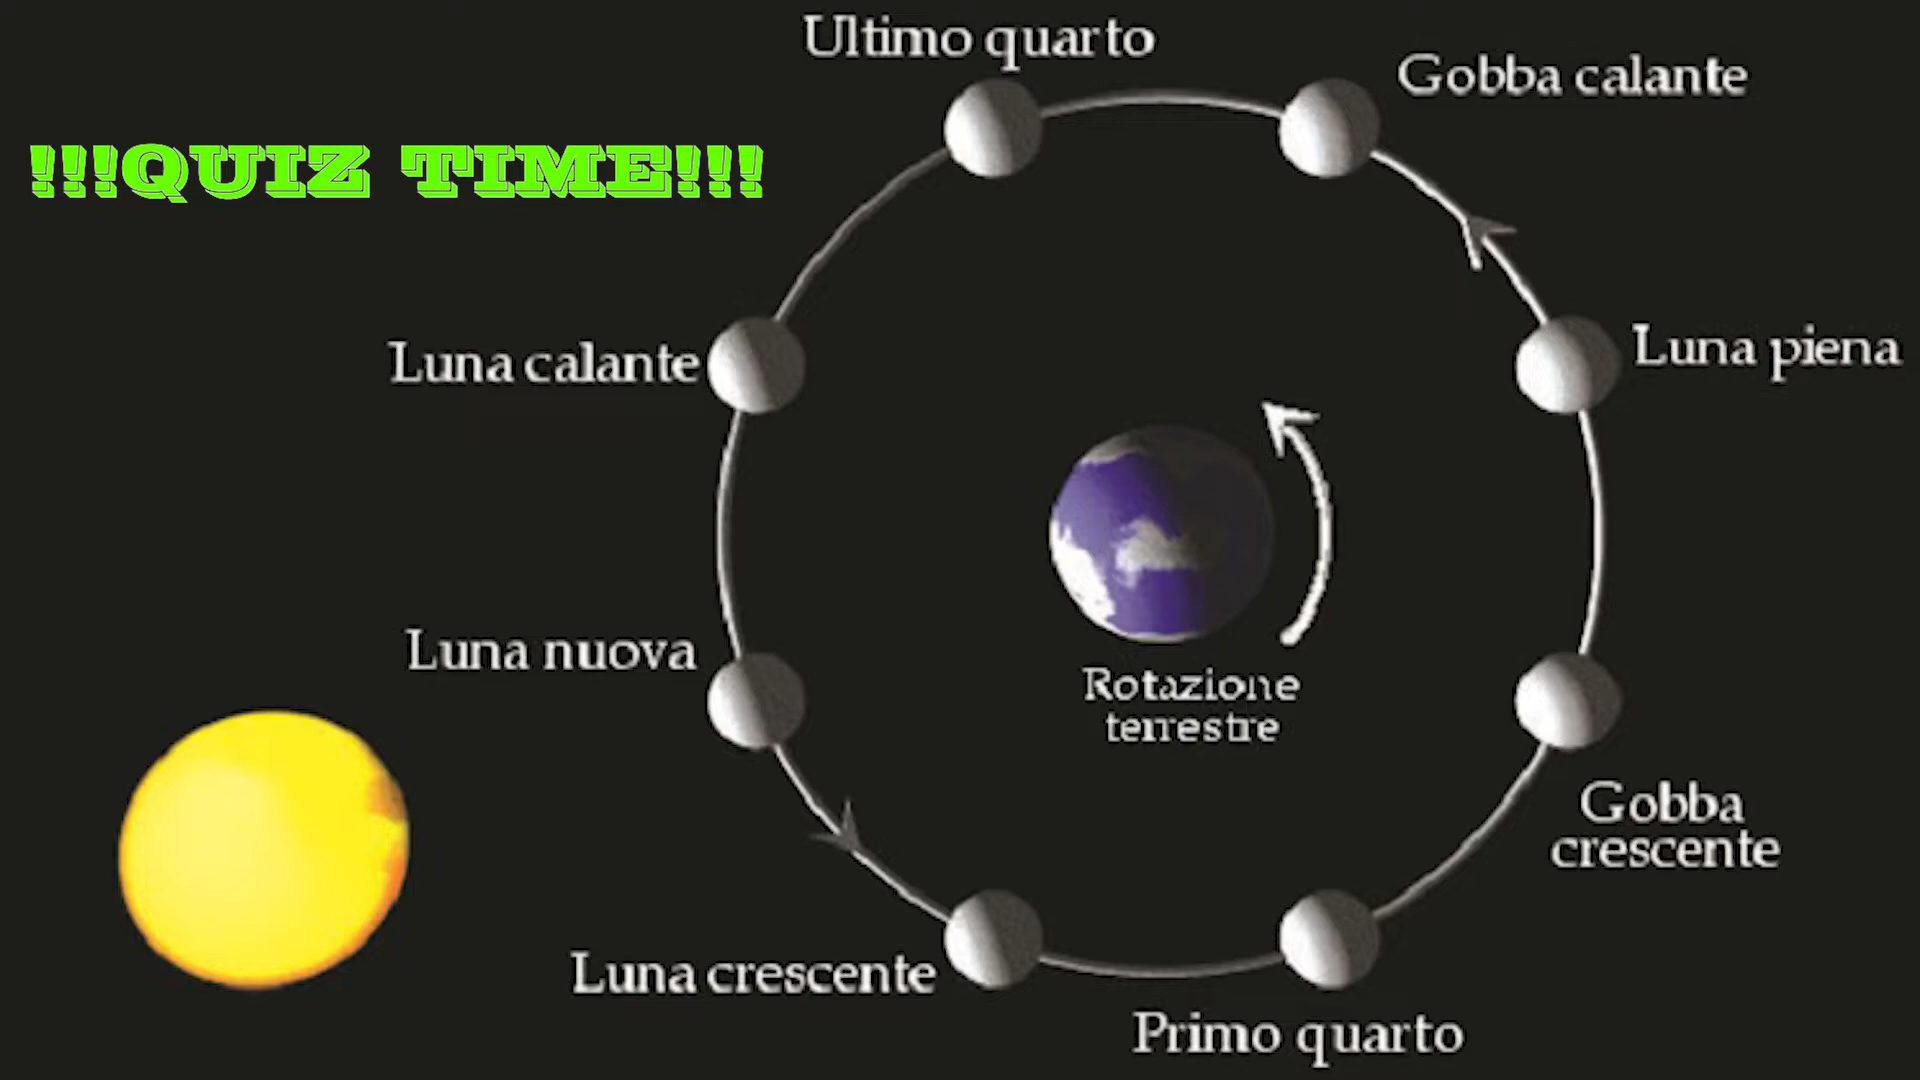 Ultimo quarto
Gobba calante
!!!QUIZ TIME!!!
Luna calante
Luna piena
Luna nuova
Rotazione
terrestre
Gobba
crescente
Luna crescente
Primo quarto